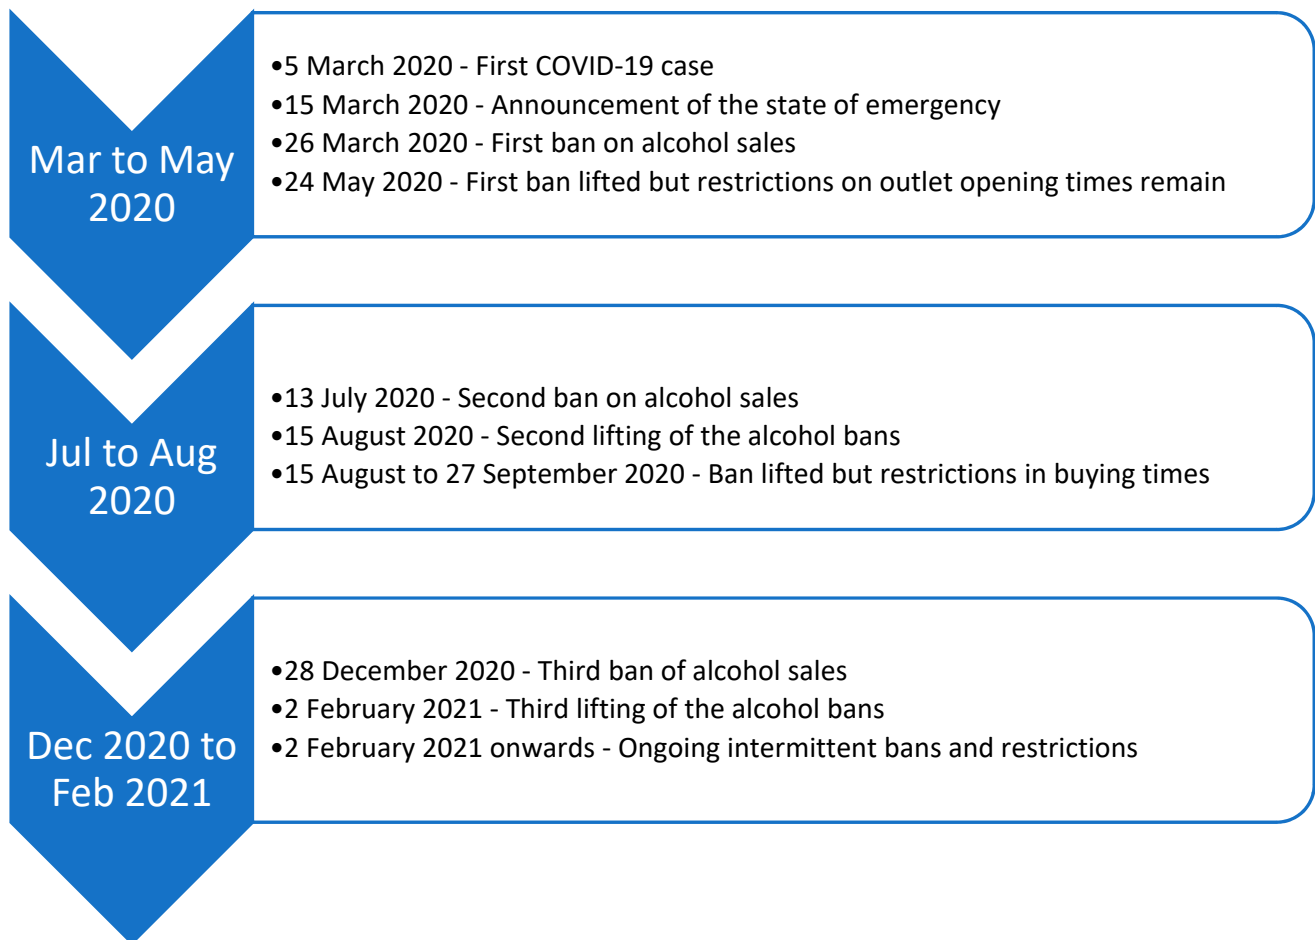 Mar to May
2020
•5 March 2020 - First COVID-19 case
•15 March 2020 - Announcement of the state of emergency
•26 March 2020 - First ban on alcohol sales
•24 May 2020 - First ban lifted but restrictions on outlet opening times remain
Jul to Aug
2020
•13 July 2020 - Second ban on alcohol sales
•15 August 2020 - Second lifting of the alcohol bans
•15 August to 27 September 2020 - Ban lifted but restrictions in buying times
Dec 2020 to
Feb 2021
•28 December 2020 - Third ban of alcohol sales
•2 February 2021 - Third lifting of the alcohol bans
•2 February 2021 onwards - Ongoing intermittent bans and restrictions